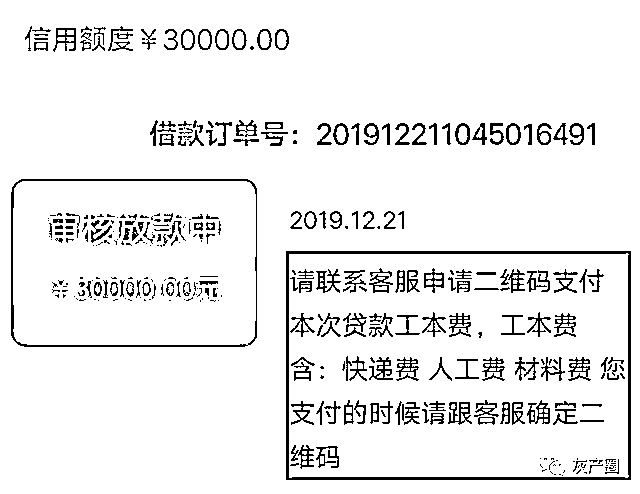 信用额度￥30000.00
借款订单号：201912211045016491
审核放款中
￥30000.00元
2019.12.21
请联系客服申请二维码支付
本次贷款工本费，工本费
含：快递费 人工费 材料费 您
支付的时候请跟客服确定二
维码
灰产圈